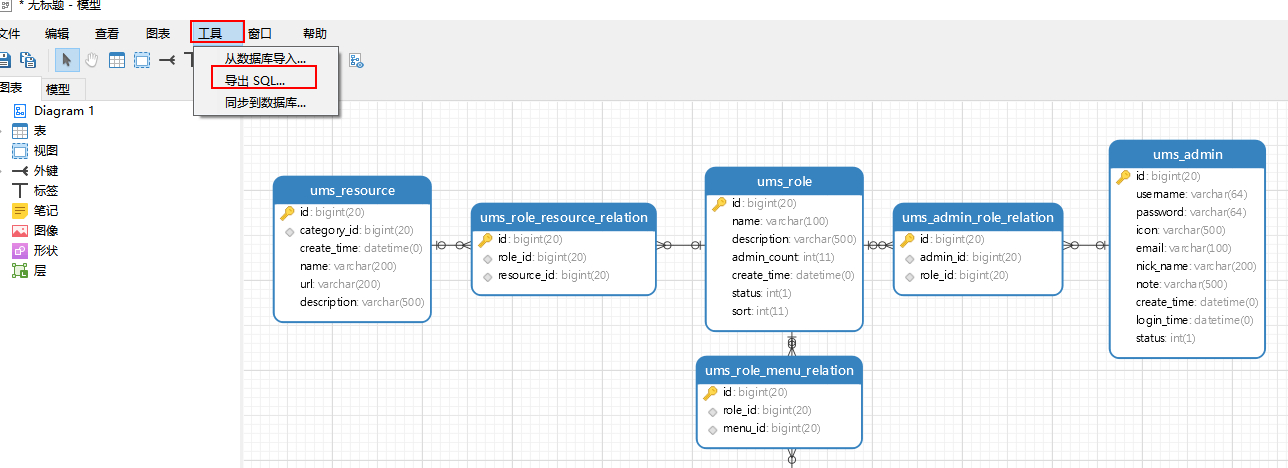 * 无标题 - 模型
文件 编辑 查看 图表 工具 窗口 帮助
从数据库导入...
导出 SQL...
同步到数据库...
图表 模型
Diagram 1
表
视图
外键
标签
笔记
图像
形状
层
ums_resource
id: bigint(20)
category_id: bigint(20)
create_time: datetime(0)
name: varchar(200)
url: varchar(200)
description: varchar(500)
ums_role_resource_relation
id: bigint(20)
role_id: bigint(20)
resource_id: bigint(20)
ums_role
id: bigint(20)
name: varchar(100)
description: varchar(500)
admin_count: int(11)
create_time: datetime(0)
status: int(1)
sort: int(11)
ums_admin_role_relation
id: bigint(20)
admin_id: bigint(20)
role_id: bigint(20)
ums_admin
id: bigint(20)
username: varchar(64)
password: varchar(64)
icon: varchar(500)
email: varchar(100)
nick_name: varchar(200)
note: varchar(500)
create_time: datetime(0)
login_time: datetime(0)
status: int(1)
ums_role_menu_relation
id: bigint(20)
role_id: bigint(20)
menu_id: bigint(20)